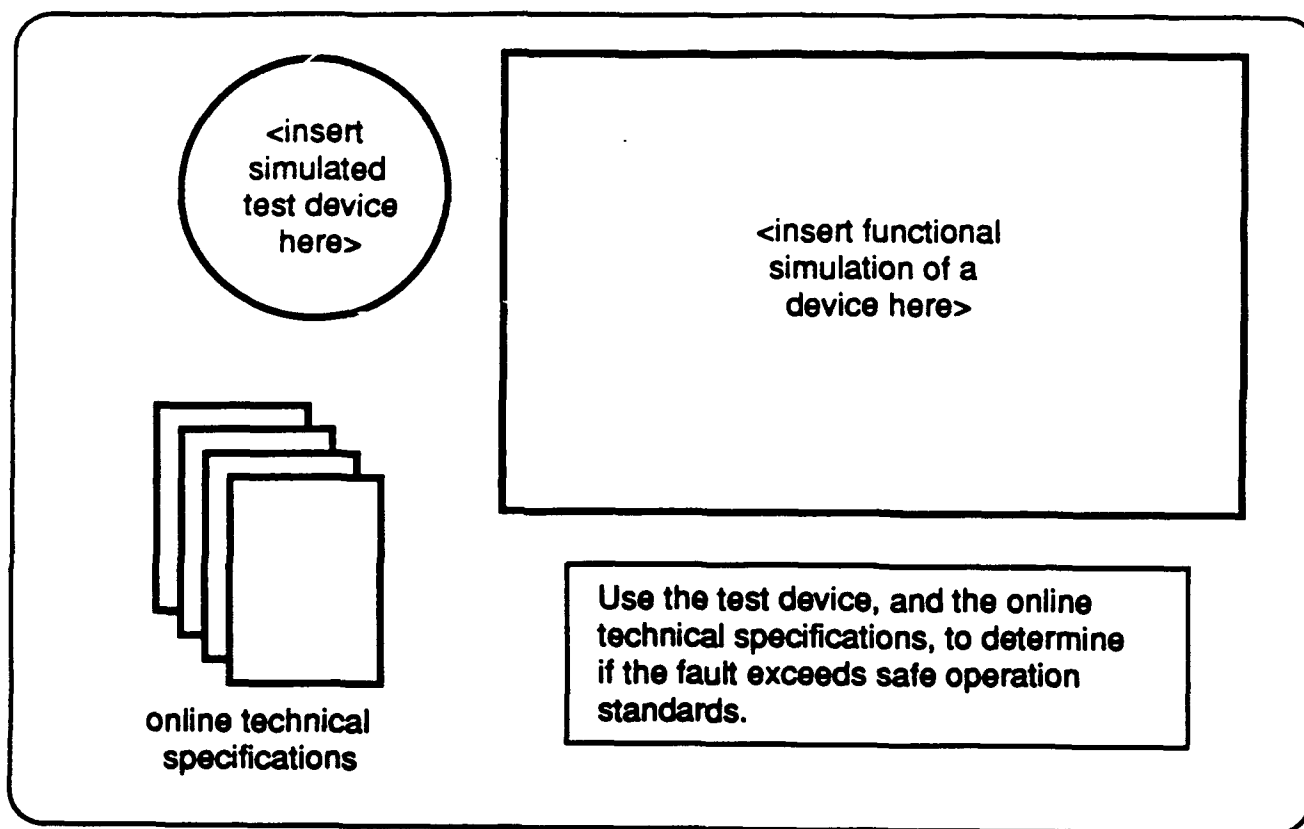 <insert
simulated
test device
here>
<insert functional
simulation of a
device here>
online technical
specifications
Use the test device, and the online
technical specifications, to determine
if the fault exceeds safe operation
standards.